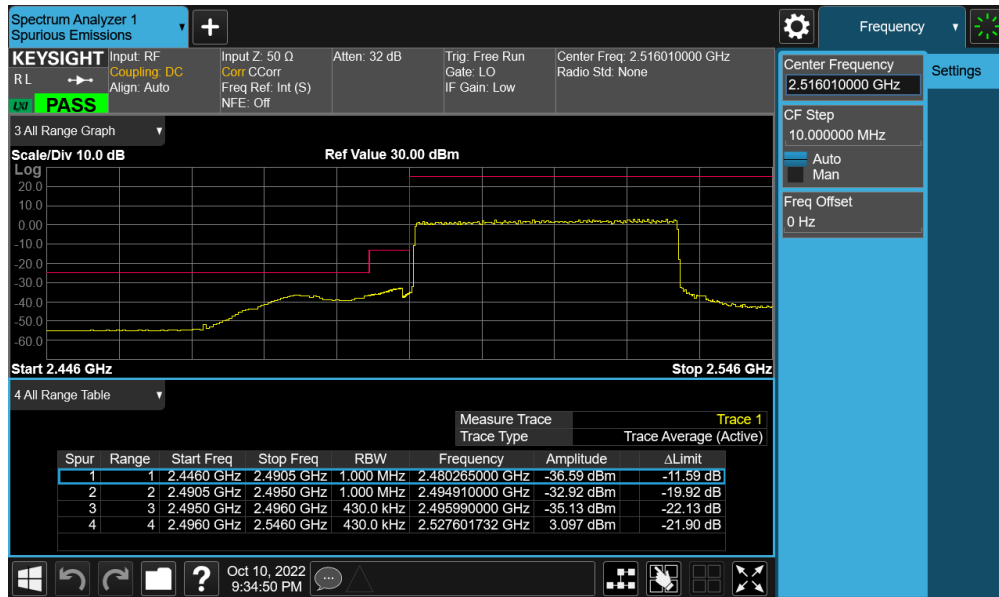 Spectrum Analyzer 1
Spurious Emissions
+
Frequency
KEYSIGHT
R L
LXI
PASS
Input: RF
Coupling: DC
Align: Auto
Input Z: 50 Ω
Corr CCorr
Freq Ref: Int (S)
NFE: Off
Atten: 32 dB
Trig: Free Run
Gate: LO
IF Gain: Low
Center Freq: 2.516010000 GHz
Radio Std: None
Center Frequency
2.516010000 GHz
Settings
CF Step
10.000000 MHz
Auto
Man
Freq Offset
0 Hz
3 All Range Graph
Scale/Div 10.0 dB
Ref Value 30.00 dBm
Log
20.0
10.0
0.00
-10.0
-20.0
-30.0
-40.0
-50.0
-60.0
Start 2.446 GHz
Stop 2.546 GHz
4 All Range Table
Measure Trace Trace 1
Trace Type Trace Average (Active)
Spur Range Start Freq Stop Freq RBW Frequency Amplitude ΔLimit
1 1 2.4460 GHz 2.4905 GHz 1.000 MHz 2.480265000 GHz -36.59 dBm -11.59 dB
2 2 2.4905 GHz 2.4950 GHz 1.000 MHz 2.494910000 GHz -32.92 dBm -19.92 dB
3 3 2.4950 GHz 2.4960 GHz 430.0 kHz 2.495990000 GHz -35.13 dBm -22.13 dB
4 4 2.4960 GHz 2.5460 GHz 430.0 kHz 2.527601732 GHz 3.097 dBm -21.90 dB
?
Oct 10, 2022
9:34:50 PM